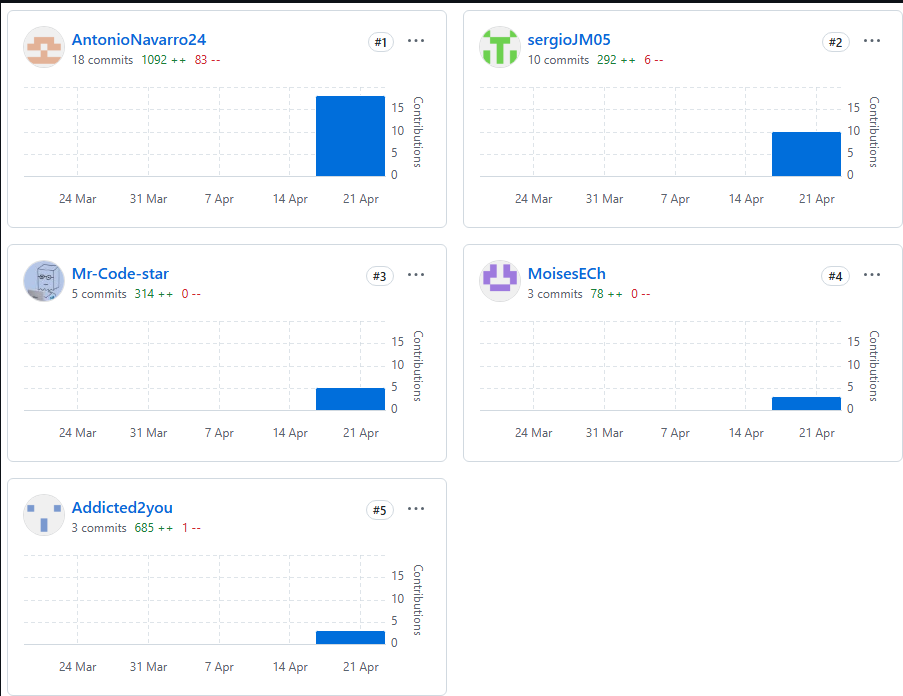 AntonioNavarro24
#1
18 commits 1092 ++ 83 --
15
10
5
0
Contributions
24 Mar 31 Mar 7 Apr 14 Apr 21 Apr
sergioJM05
#2
10 commits 292 ++ 6 --
15
10
5
0
Contributions
24 Mar 31 Mar 7 Apr 14 Apr 21 Apr
Mr-Code-star
#3
5 commits 314 ++ 0 --
15
10
5
0
Contributions
24 Mar 31 Mar 7 Apr 14 Apr 21 Apr
MoisesECh
#4
3 commits 78 ++ 0 --
15
10
5
0
Contributions
24 Mar 31 Mar 7 Apr 14 Apr 21 Apr
Addicted2you
#5
3 commits 685 ++ 1 --
15
10
5
0
Contributions
24 Mar 31 Mar 7 Apr 14 Apr 21 Apr